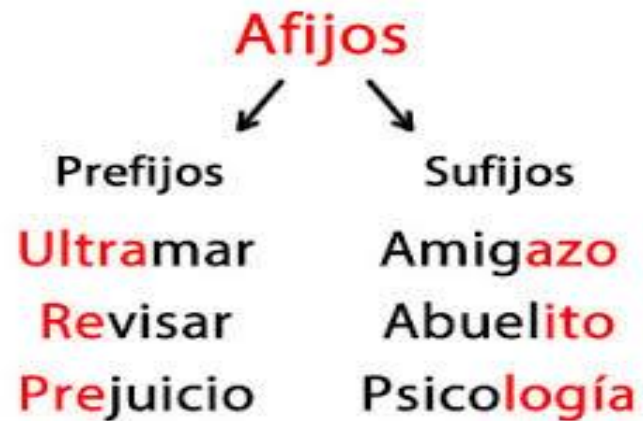 Afijos
Prefijos Sufijos
Ultramar Amigazo
Revisar Abuelito
Prejuicio Psicología